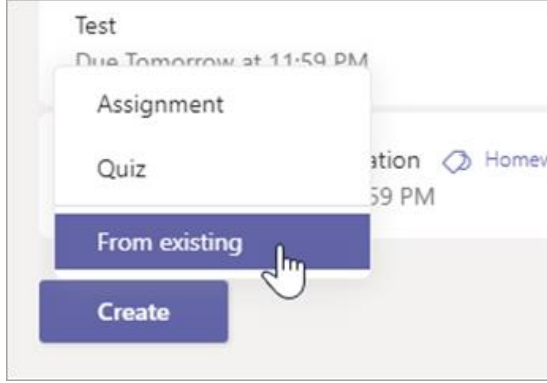 Test
Due Tomorrow at 11:59 PM
Assignment
Quiz
From existing
Create